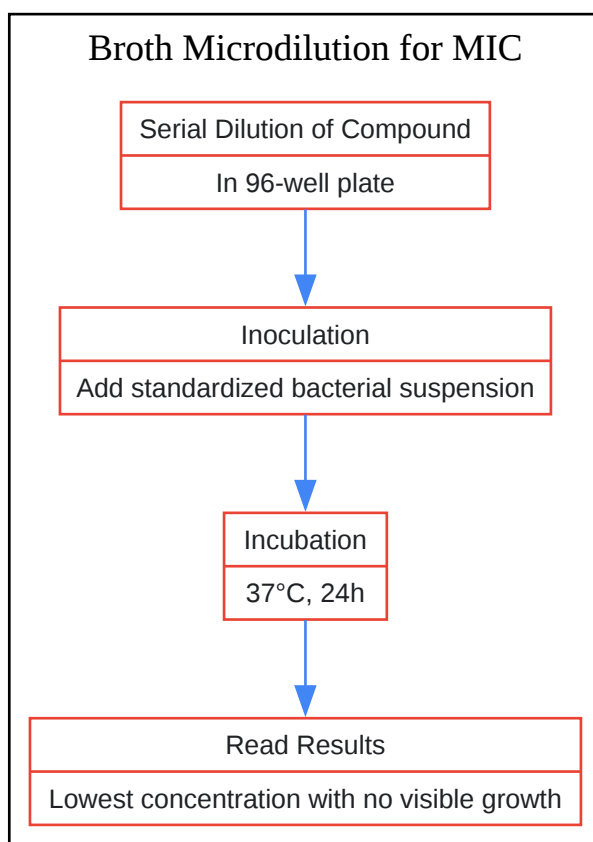 Broth Microdilution for MIC
Serial Dilution of Compound
In 96-well plate
Inoculation
Add standardized bacterial suspension
Incubation
37°C, 24h
Read Results
Lowest concentration with no visible growth